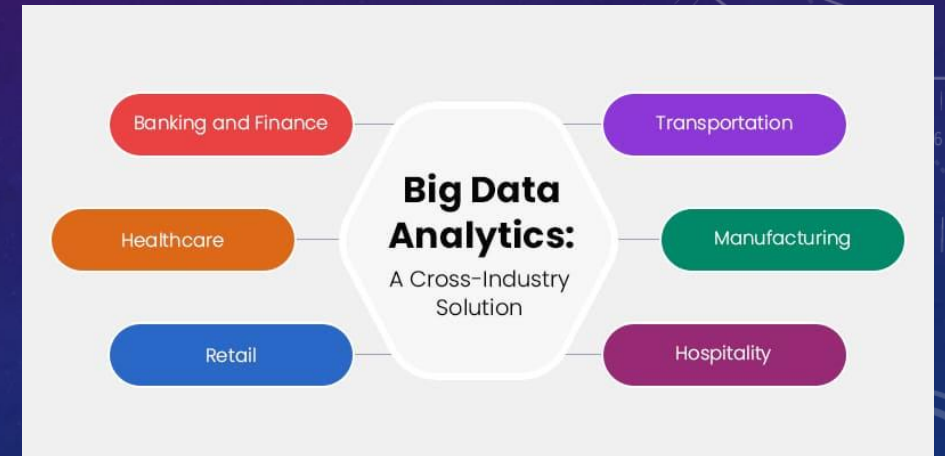 Banking and Finance
Healthcare
Retail
Big Data
Analytics:
A Cross-Industry
Solution
Transportation
Manufacturing
Hospitality